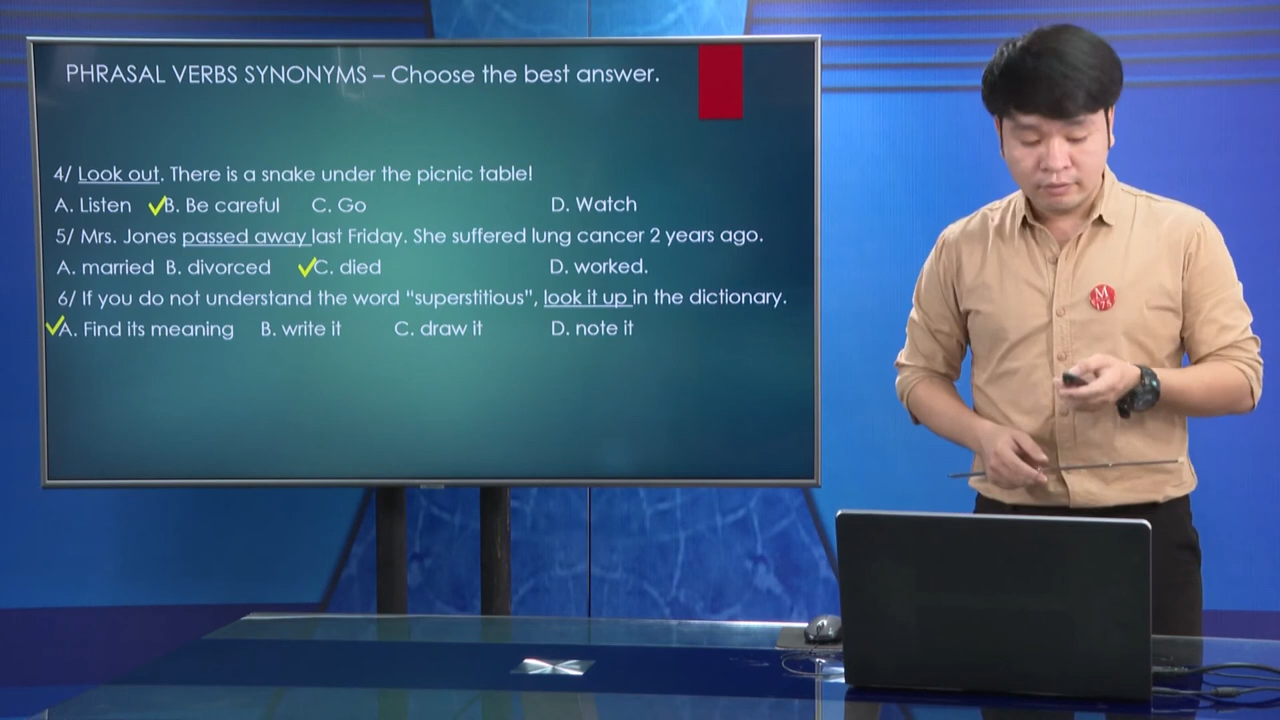 PHRASAL VERBS SYNONYMS – Choose the best answer.
4/ Look out. There is a snake under the picnic table!
A. Listen B. Be careful C. Go D. Watch
5/ Mrs. Jones passed away last Friday. She suffered lung cancer 2 years ago.
A. married B. divorced C. died D. worked.
6/ If you do not understand the word “superstitious”, look it up in the dictionary.
A. Find its meaning B. write it C. draw it D. note it
M